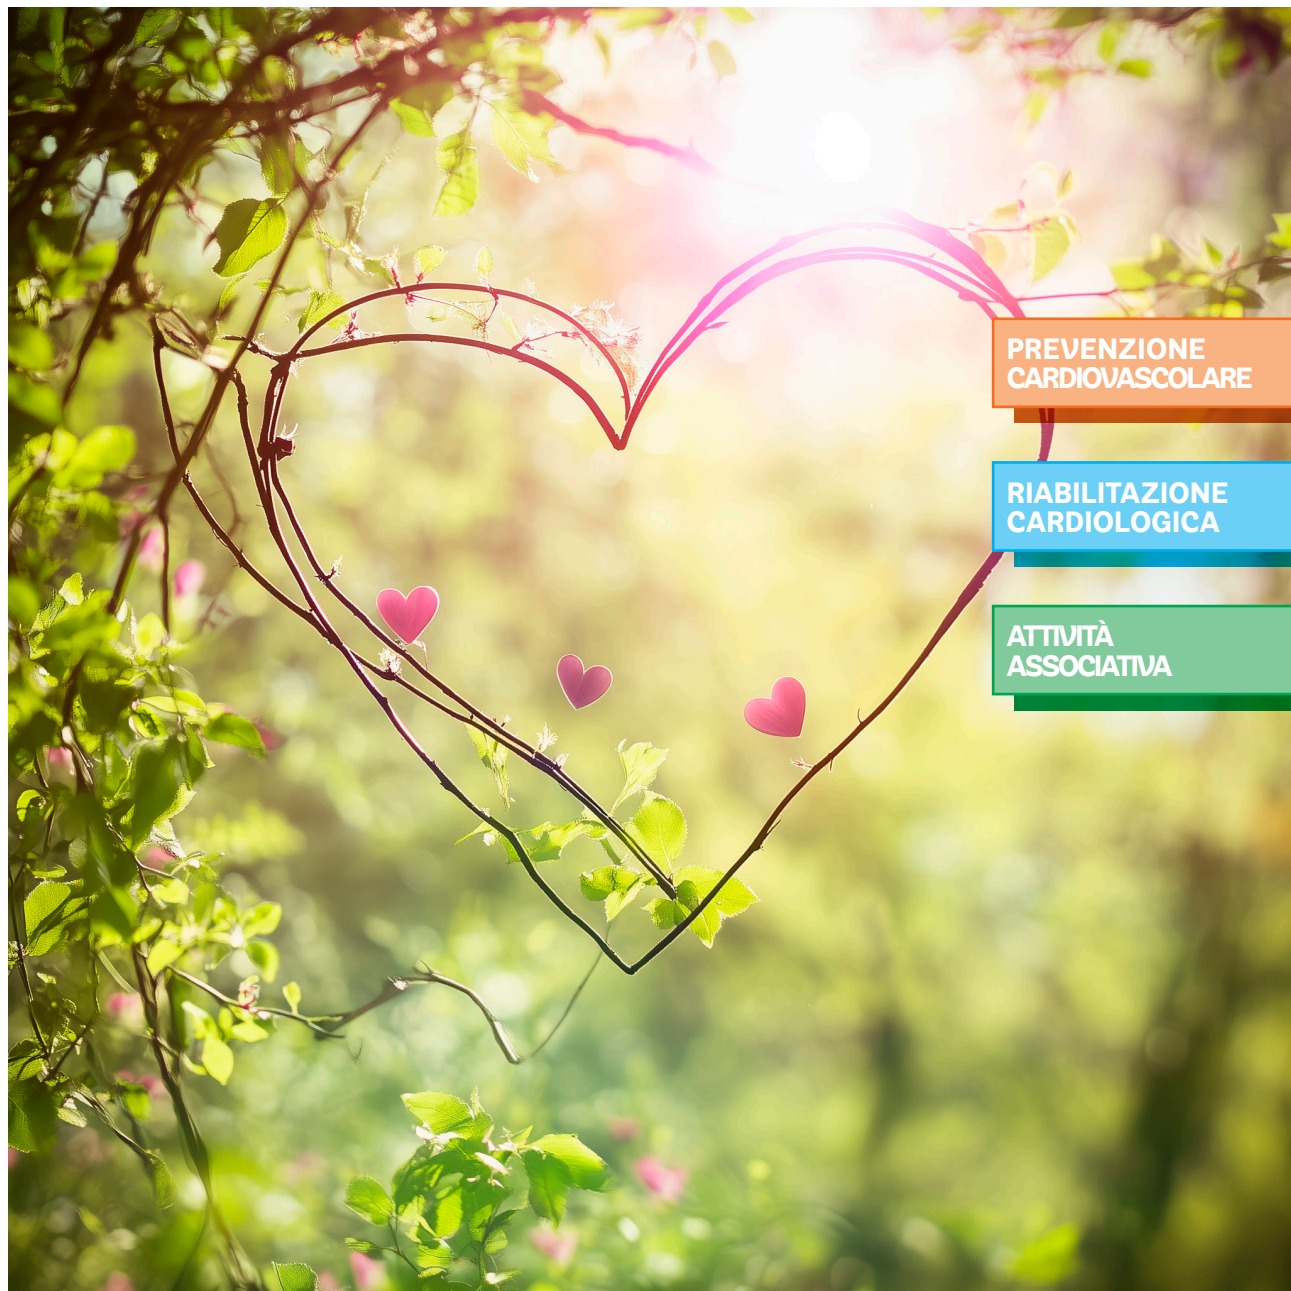 PREVENZIONE
CARDIOVASCOLARE
RIABILITAZIONE
CARDIOLOGICA
ATTIVITÀ
ASSOCIATIVA